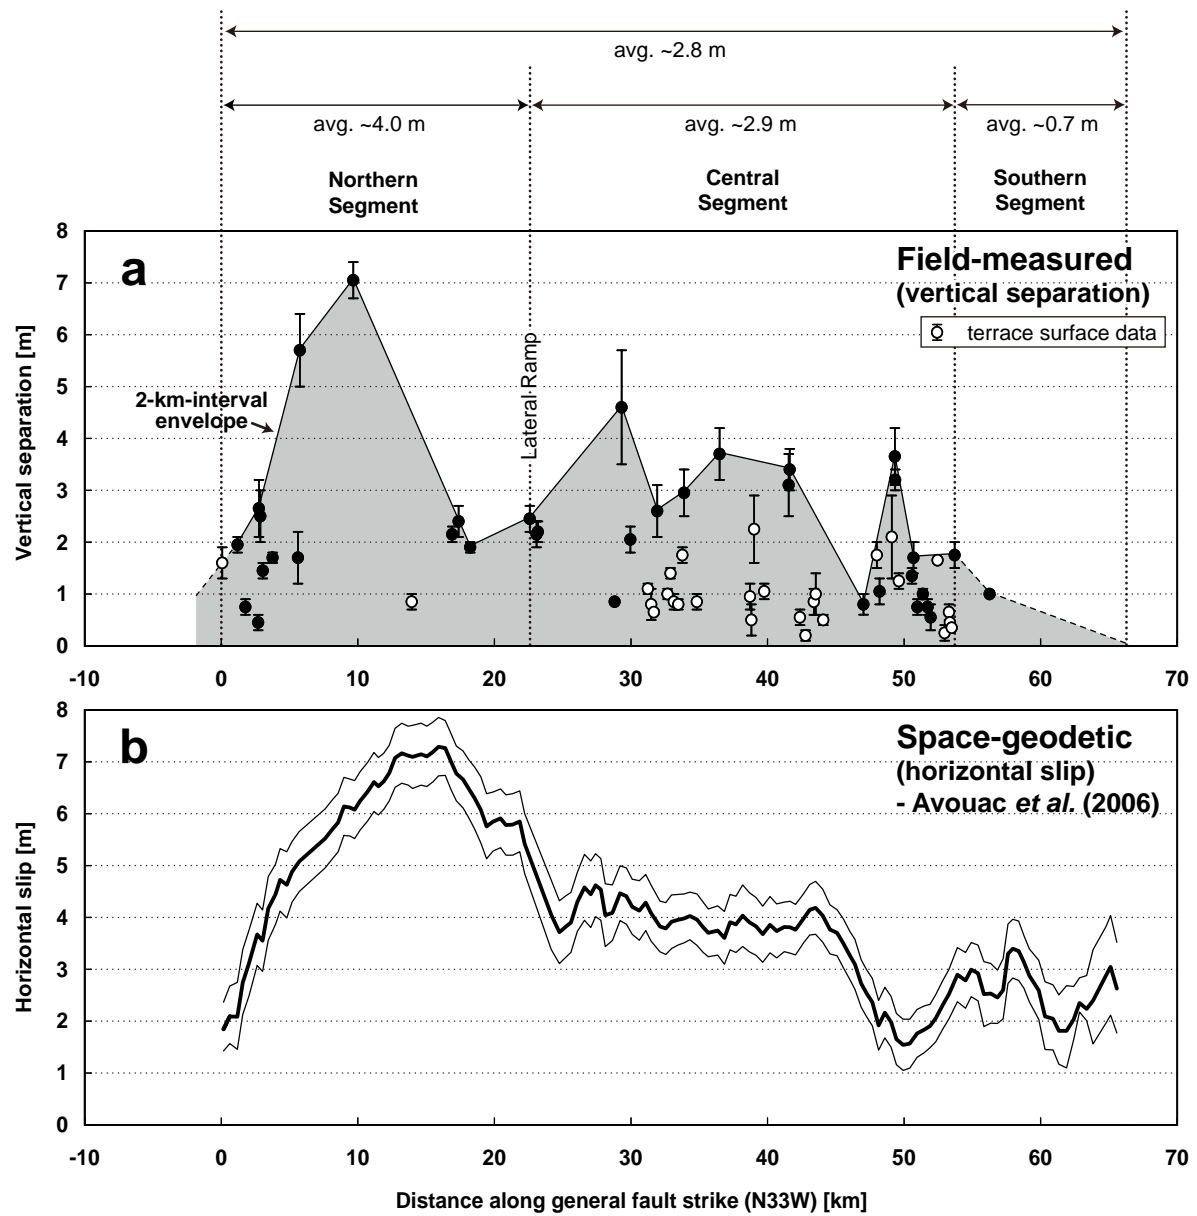 avg. ~2.8 m
avg. ~4.0 m
avg. ~2.9 m
avg. ~0.7 m
Northern
Segment
Central
Segment
Southern
Segment
a
Field-measured
(vertical separation)
terrace surface data
2-km-interval
envelope
Lateral Ramp
Vertical separation [m]
8
7
6
5
4
3
2
1
0
-10 0 10 20 30 40 50 60 70
b
Space-geodetic
(horizontal slip)
- Avouac et al. (2006)
Horizontal slip [m]
8
7
6
5
4
3
2
1
0
-10 0 10 20 30 40 50 60 70
Distance along general fault strike (N33W) [km]